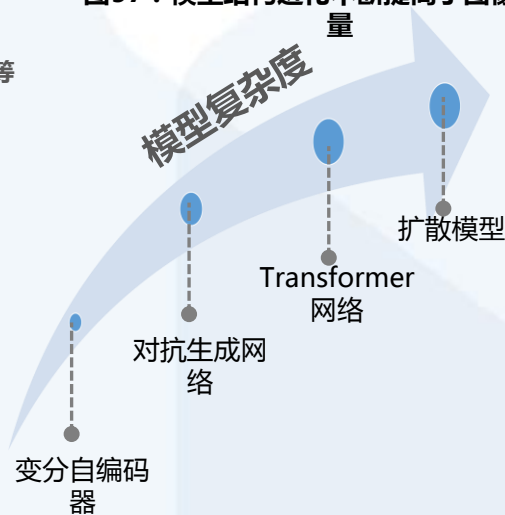 量
等
模型复杂度
扩散模型
Transformer
网络
对抗生成网
络
变分自编码
器